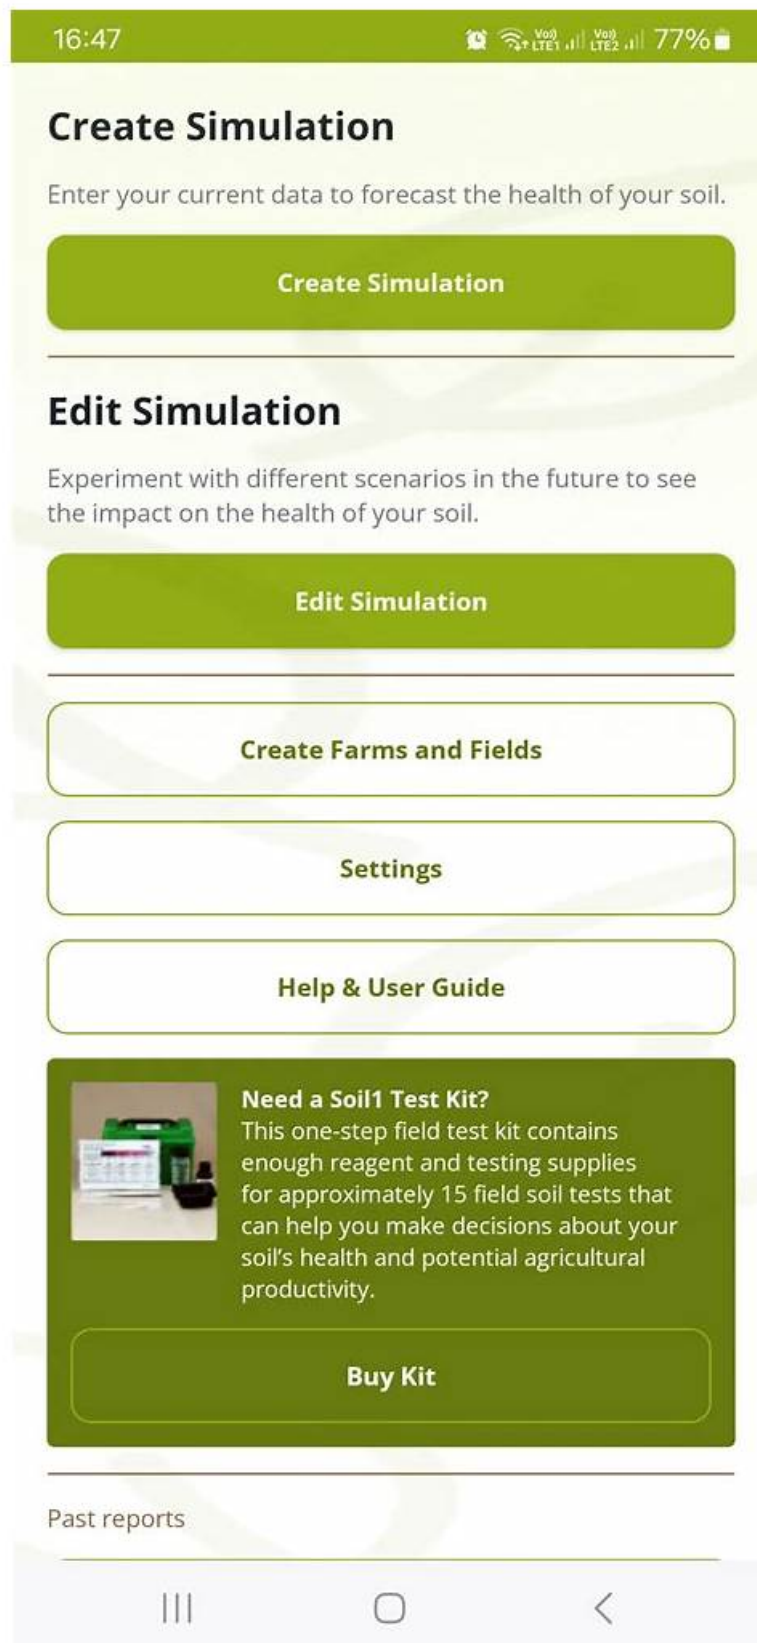 16:47
Vo)) LTE1 Vo)) LTE2 77%
Create Simulation
Enter your current data to forecast the health of your soil.
Create Simulation
Edit Simulation
Experiment with different scenarios in the future to see
the impact on the health of your soil.
Edit Simulation
Create Farms and Fields
Settings
Help & User Guide
Need a Soil1 Test Kit?
This one-step field test kit contains
enough reagent and testing supplies
for approximately 15 field soil tests that
can help you make decisions about your
soil's health and potential agricultural
productivity.
Buy Kit
Past reports